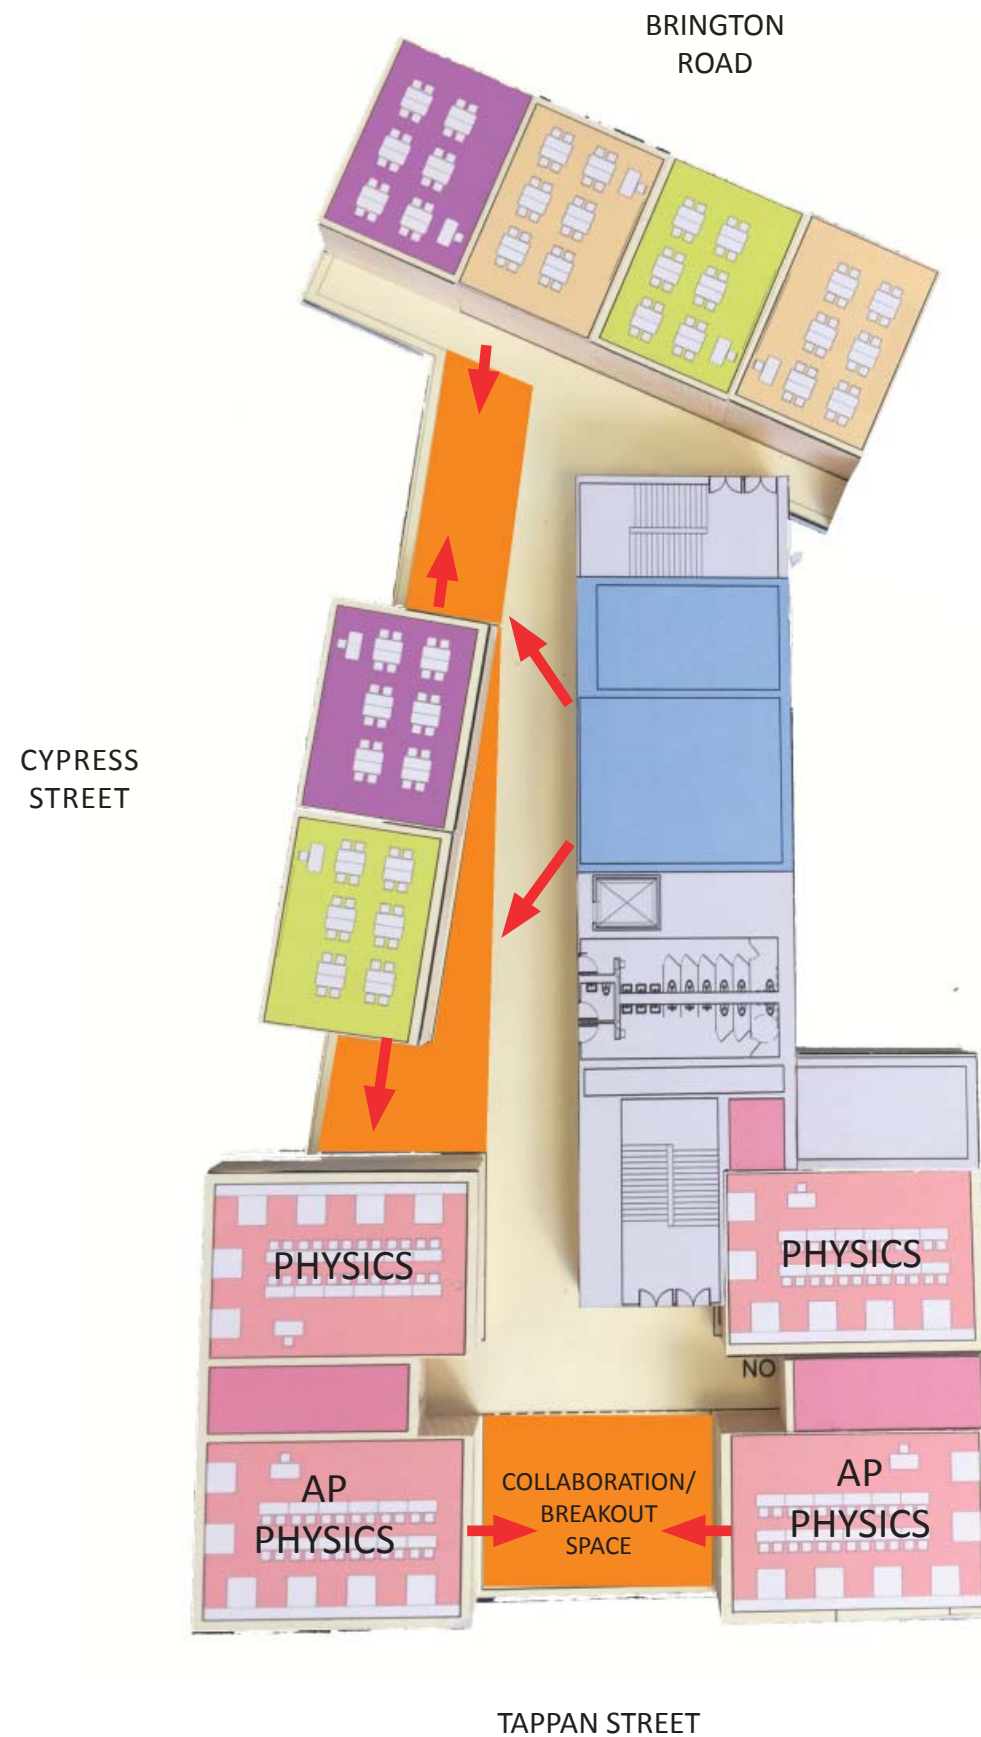 BRINGTON
ROAD
CYPRESS
STREET
PHYSICS
PHYSICS
NO
COLLABORATION/
BREAKOUT
SPACE
AP
PHYSICS
AP
PHYSICS
TAPPAN STREET